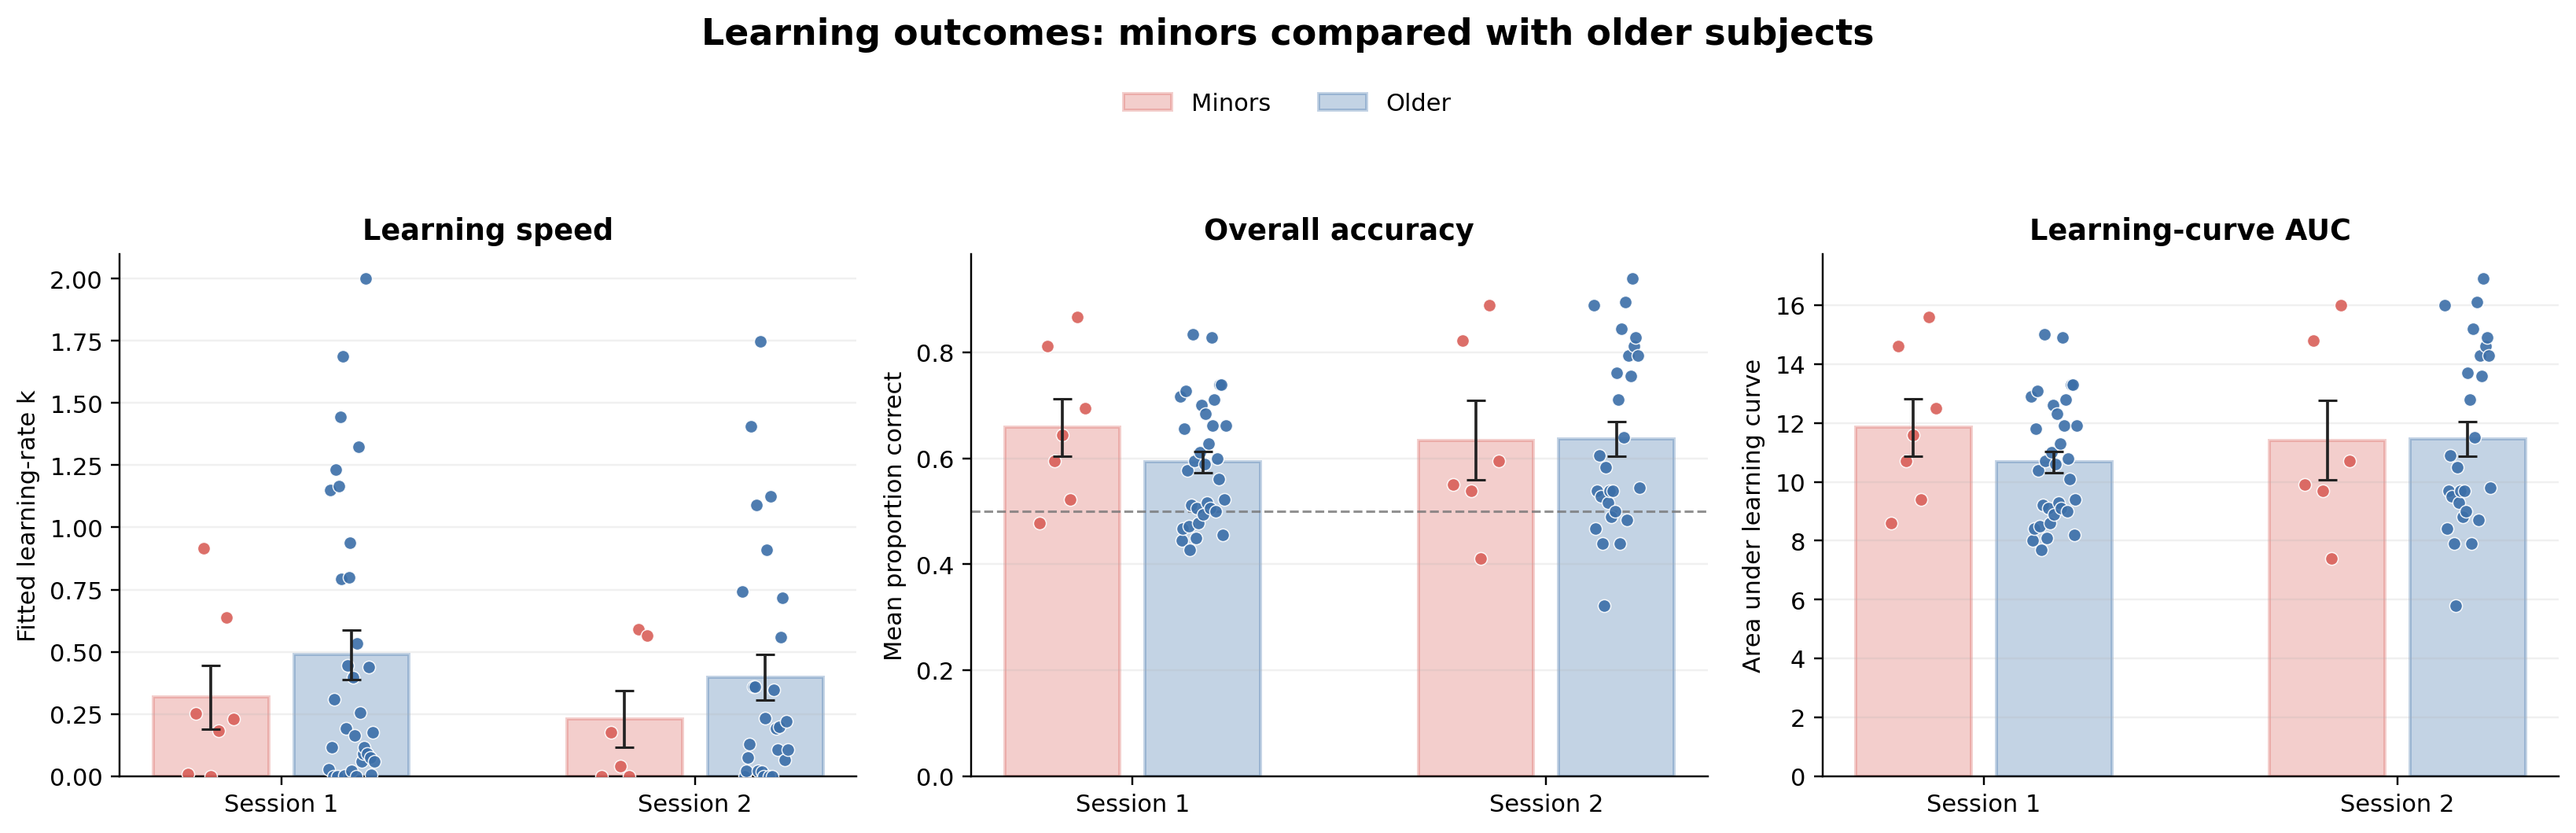 Learning outcomes: minors compared with older subjects
Minors Older
Learning speed
Fitted learning-rate k
2.00
1.75
1.50
1.25
1.00
0.75
0.50
0.25
0.00
Session 1 Session 2
Overall accuracy
Mean proportion correct
0.8
0.6
0.4
0.2
0.0
Session 1 Session 2
Learning-curve AUC
Area under learning curve
16
14
12
10
8
6
4
2
0
Session 1 Session 2